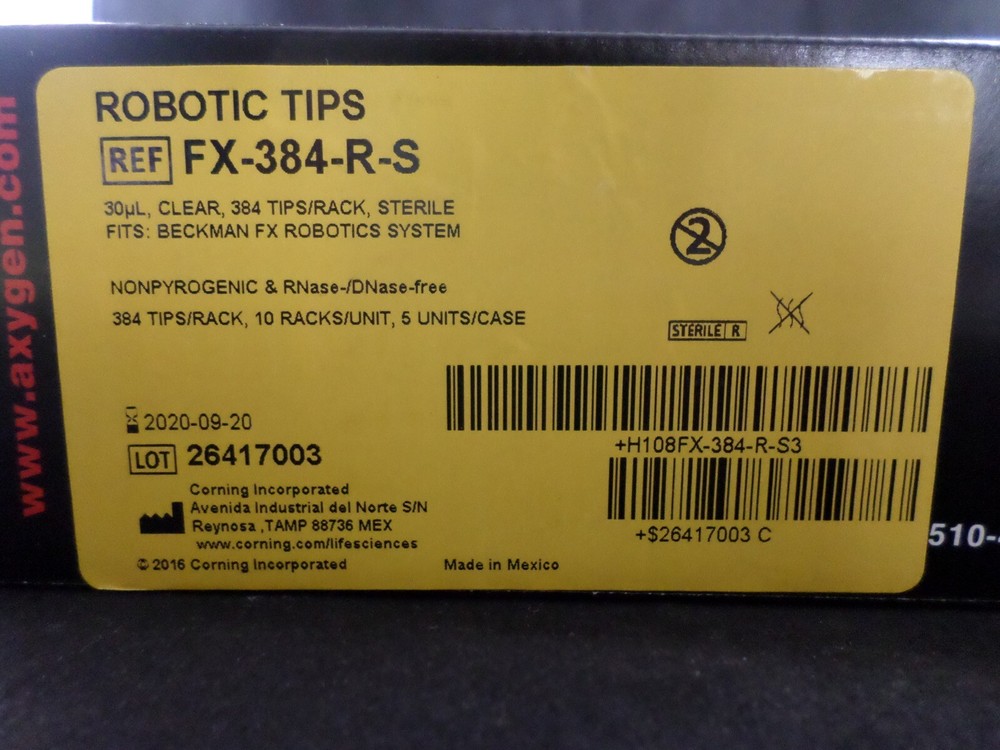 www.axygen.com
ROBOTIC TIPS
REF FX-384-R-S
30µL, CLEAR, 384 TIPS/RACK, STERILE
FITS: BECKMAN FX ROBOTICS SYSTEM
2
NONPYROGENIC & RNase-/DNase-free
384 TIPS/RACK, 10 RACKS/UNIT, 5 UNITS/CASE
STERILE R
2020-09-20
+H108FX-384-R-S3
LOT 26417003
Corning Incorporated
Avenida Industrial del Norte S/N
Reynosa ,TAMP 88736 MEX
www.corning.com/lifesciences
+$26417003 C
510-
© 2016 Corning Incorporated
Made in Mexico